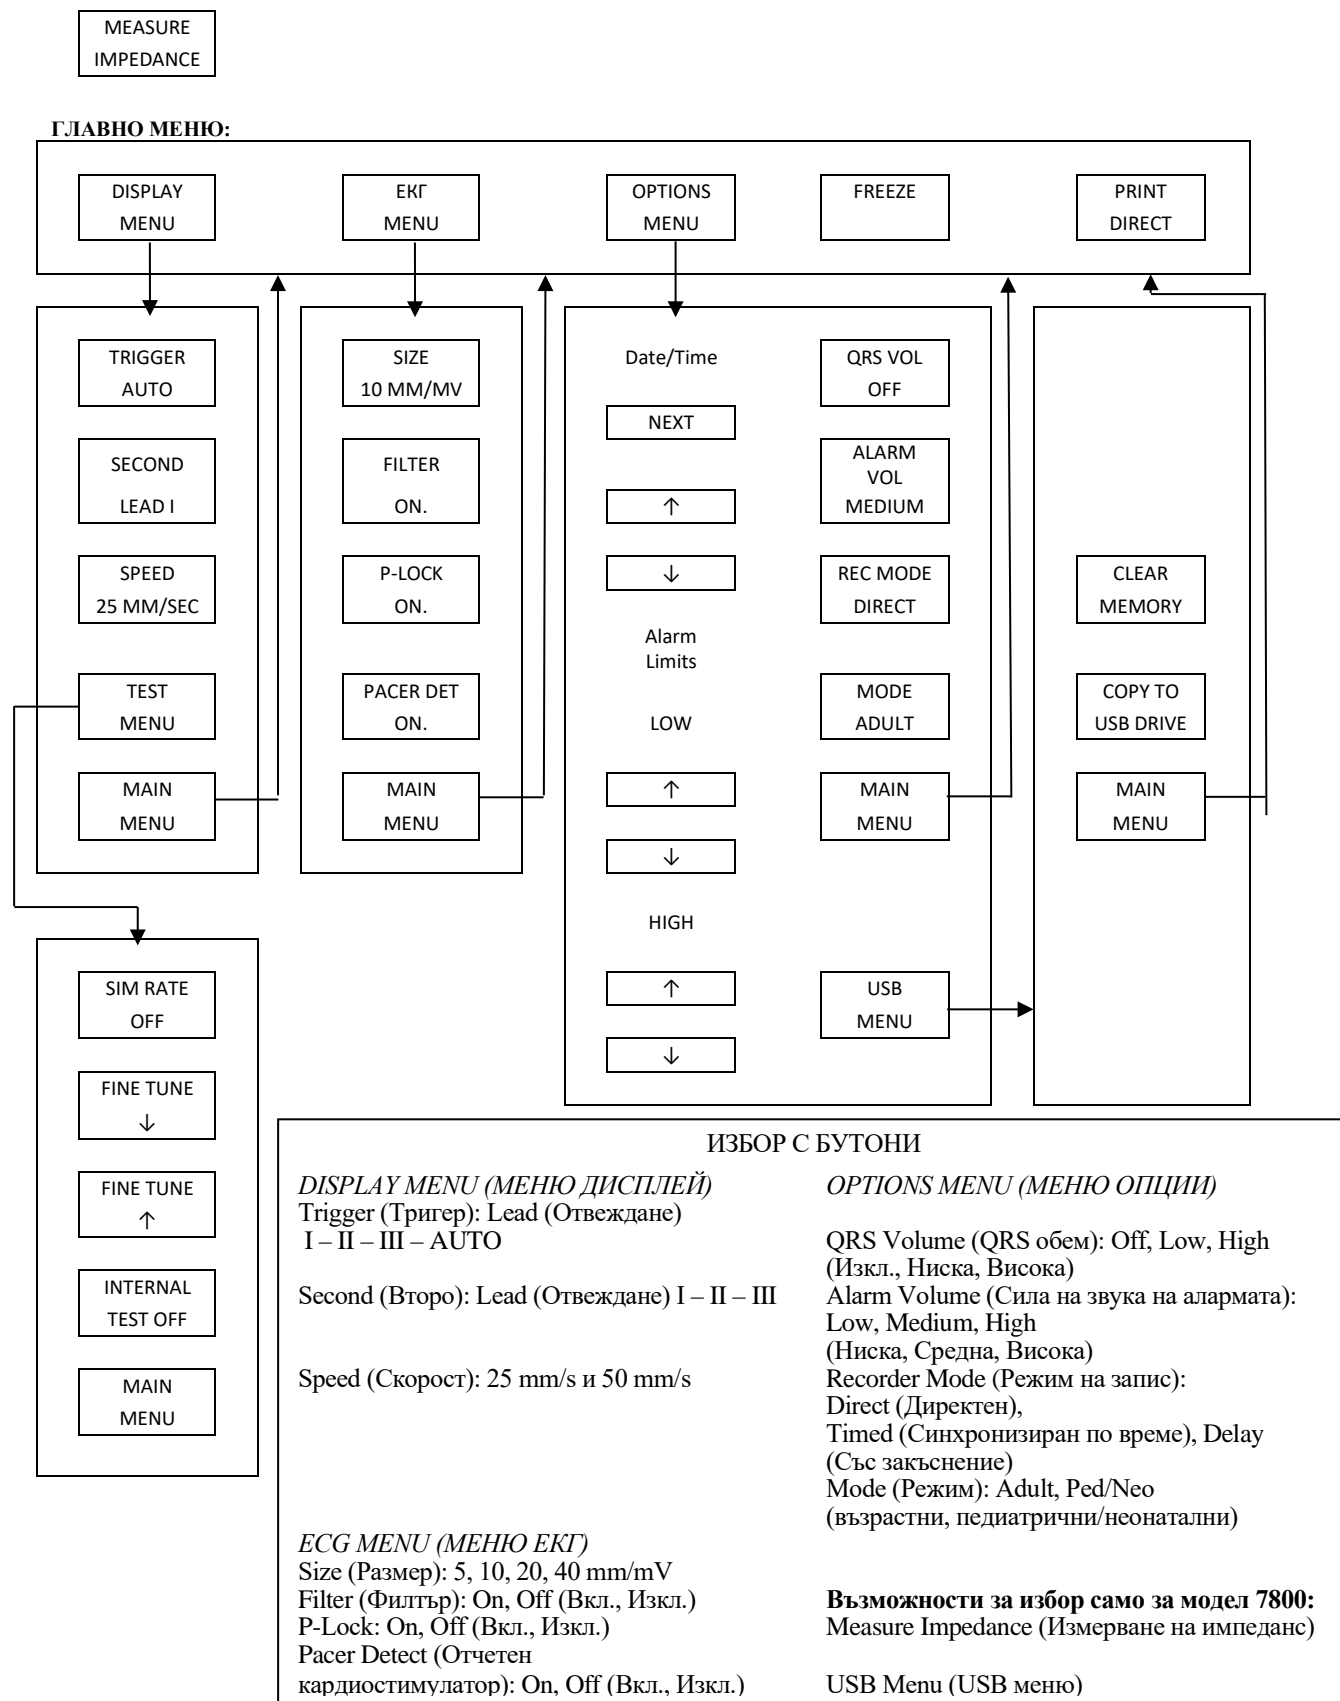 MEASURE
IMPEDANCE
ГЛАВНО МЕНЮ:
DISPLAY
MENU
ЕКГ
MENU
OPTIONS
MENU
FREEZE
PRINT
DIRECT
TRIGGER
AUTO
SECOND
LEAD I
SPEED
25 MM/SEC
TEST
MENU
MAIN
MENU
SIZE
10 MM/MV
FILTER
ON.
P-LOCK
ON.
PACER DET
ON.
MAIN
MENU
Date/Time
NEXT
↑
↓
Alarm
Limits
LOW
↑
↓
HIGH
↑
↓
QRS VOL
OFF
ALARM
VOL
MEDIUM
REC MODE
DIRECT
MODE
ADULT
MAIN
MENU
USB
MENU
CLEAR
MEMORY
COPY TO
USB DRIVE
MAIN
MENU
SIM RATE
OFF
FINE TUNE
↓
FINE TUNE
↑
INTERNAL
TEST OFF
MAIN
MENU
ИЗБОР С БУТОНИ
DISPLAY MENU (МЕНЮ ДИСПЛЕЙ)
Trigger (Тригер): Lead (Отвеждане)
I – II – III – AUTO
Second (Второ): Lead (Отвеждане) I – II – III
Speed (Скорост): 25 mm/s и 50 mm/s
ECG MENU (МЕНЮ ЕКГ)
Size (Размер): 5, 10, 20, 40 mm/mV
Filter (Филтър): On, Off (Вкл., Изкл.)
P-Lock: On, Off (Вкл., Изкл.)
Pacer Detect (Отчетен
кардиостимулатор): On, Off (Вкл., Изкл.)
OPTIONS MENU (МЕНЮ ОПЦИИ)
QRS Volume (QRS обем): Off, Low, High
(Изкл., Ниска, Висока)
Alarm Volume (Сила на звука на алармата):
Low, Medium, High
(Ниска, Средна, Висока)
Recorder Mode (Режим на запис):
Direct (Директен),
Timed (Синхронизиран по време), Delay
(Със закъснение)
Mode (Режим): Adult, Ped/Neo
(възрастни, педиатрични/неонатални)
Възможности за избор само за модел 7800:
Measure Impedance (Измерване на импеданс)
USB Menu (USB меню)